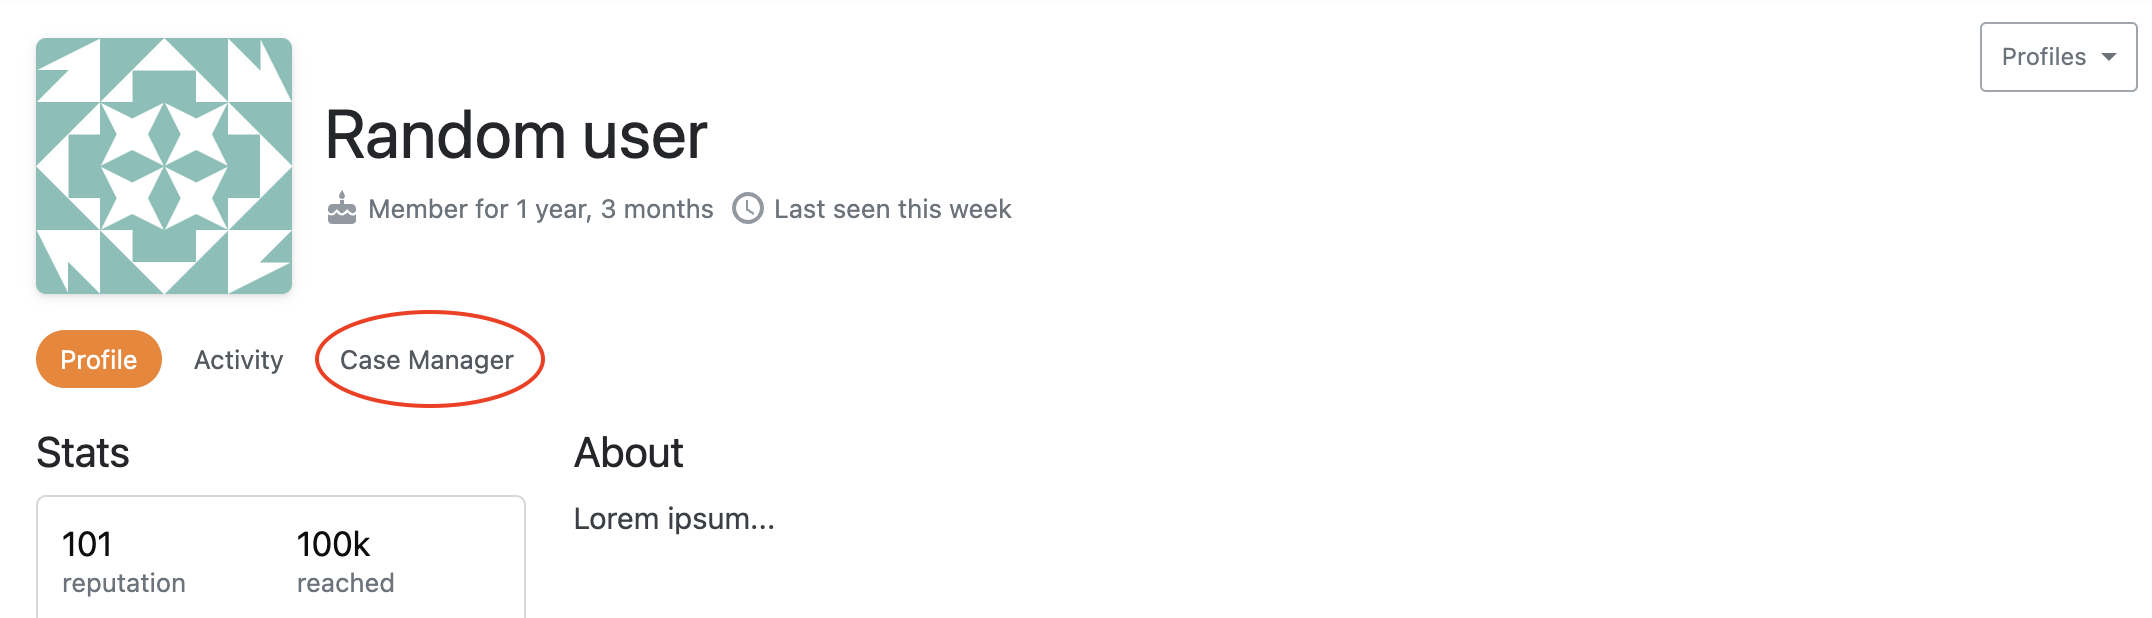 Profiles
Random user
Member for 1 year, 3 months Last seen this week
Profile Activity Case Manager
Stats
About
101
reputation
100k
reached
Lorem ipsum...